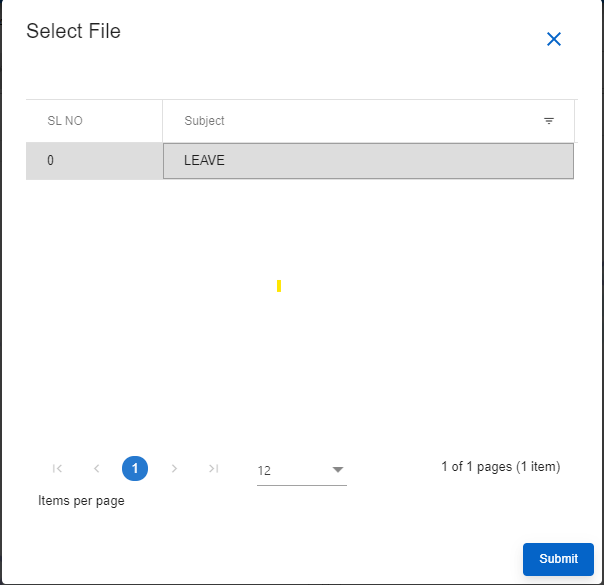 Select File
SL NO Subject
0 LEAVE
1 12 1 of 1 pages (1 item)
Items per page
Submit